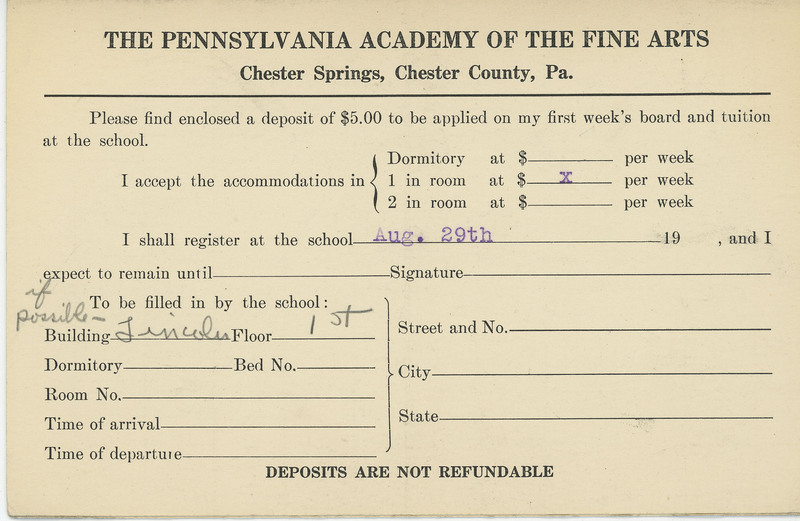 THE PENNSYLVANIA ACADEMY OF THE FINE ARTS
Chester Springs, Chester County, Pa.
Please find enclosed a deposit of $5.00 to be applied on my first week's board and tuition
at the school.
Dormitory at $ per week
I accept the accommodations in 1 in room at $ X per week
2 in room at $ per week
I shall register at the school Aug. 29th 19 , and I
expect to remain until Signature
if
possible—
To be filled in by the school:
Building Lincoln Floor 1st
Dormitory Bed No.
Room No.
Time of arrival
Time of departure
Street and No.
City
State
DEPOSITS ARE NOT REFUNDABLE